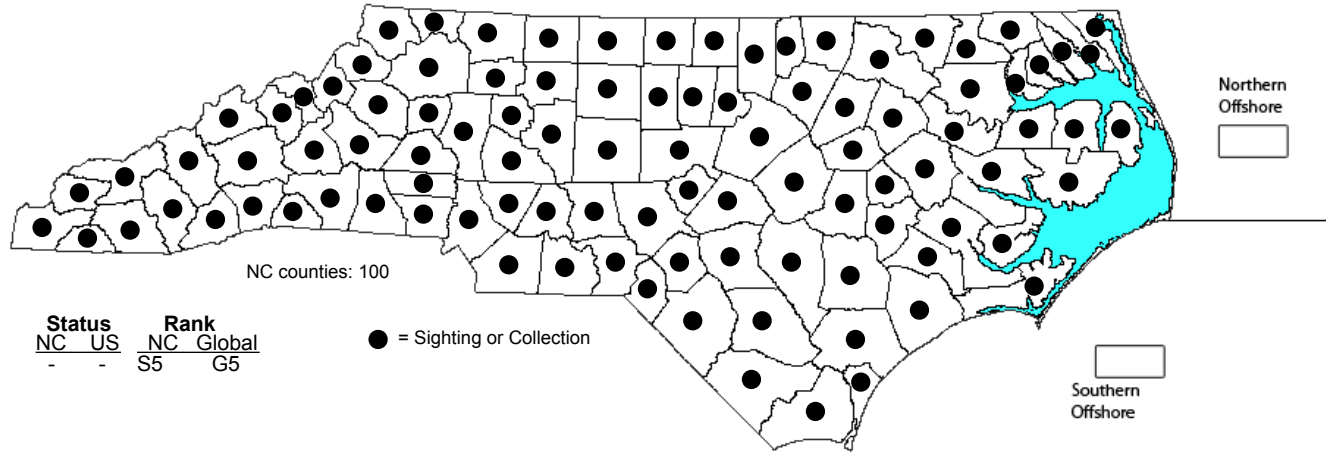 Northern
Offshore
NC counties: 100
Status Rank
NC US NC Global
- - S5 G5
= Sighting or Collection
Southern
Offshore